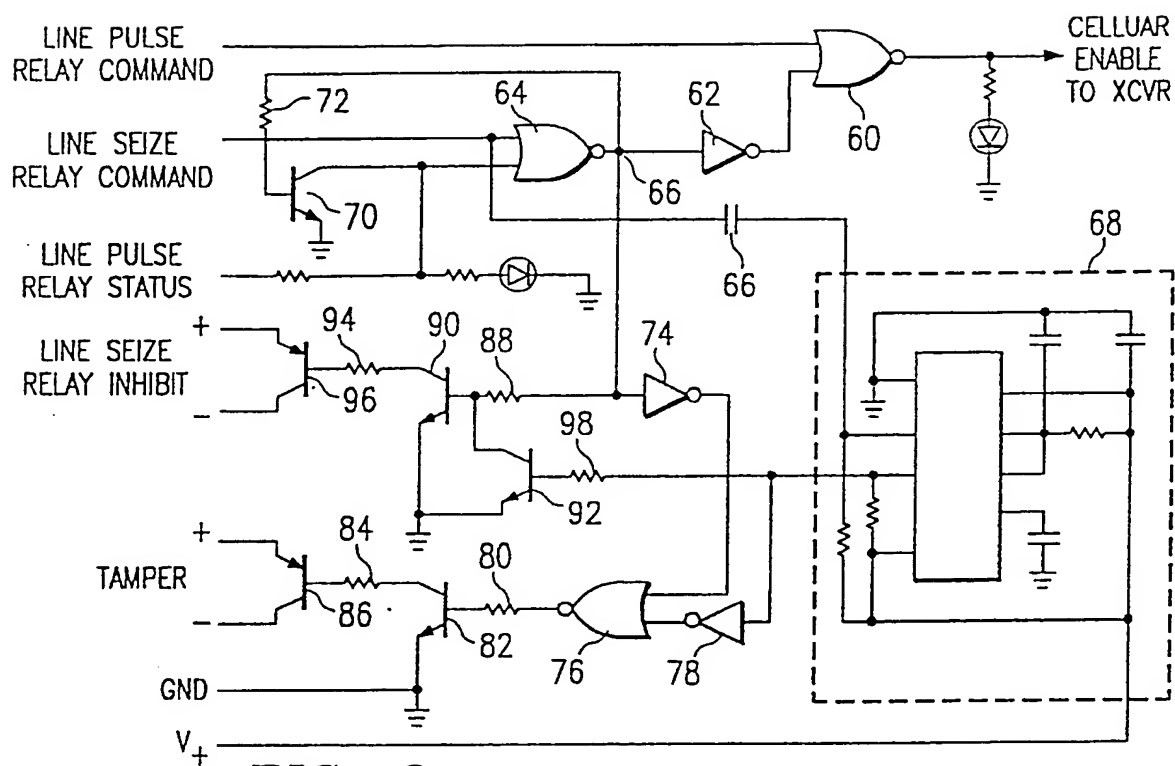 LINE PULSE
RELAY COMMAND
CELLUAR
ENABLE
TO XCVR
60
72
64
62
LINE SEIZE
RELAY COMMAND
66
70
66
68
LINE PULSE
RELAY STATUS
+
LINE SEIZE
RELAY INHIBIT
−
94
90
88
74
96
98
92
+
TAMPER
−
84
80
86
82
76
78
GND
V+